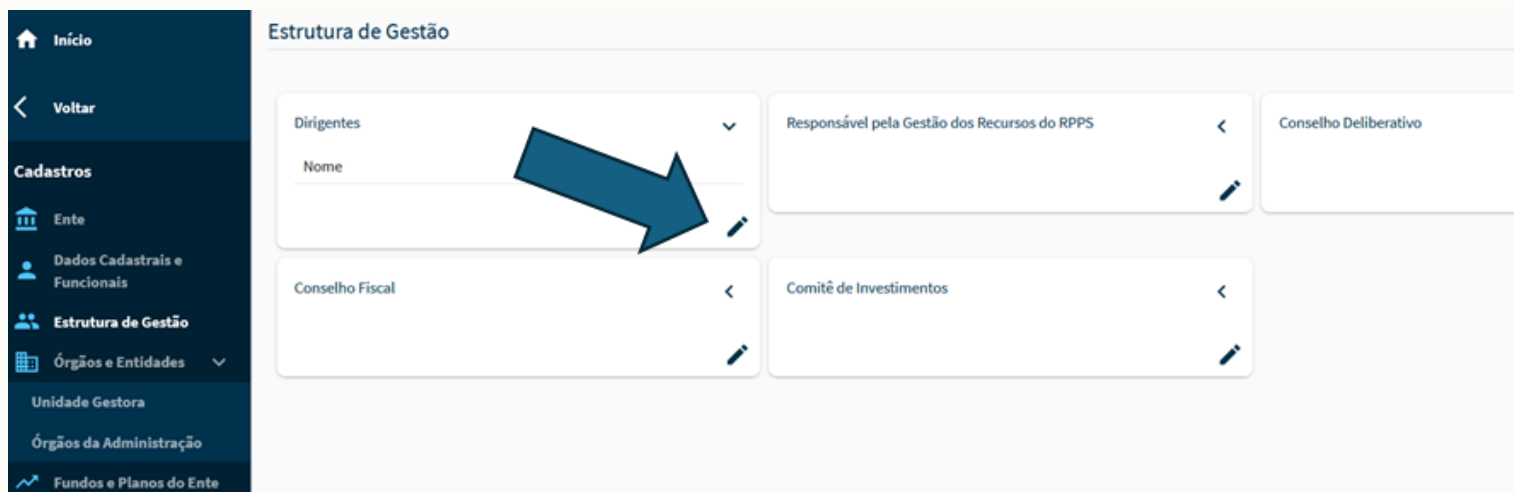 Início
Voltar
Cadastros
Ente
Dados Cadastrais e
Funcionais
Estrutura de Gestão
Órgãos e Entidades
Unidade Gestora
Órgãos da Administração
Fundos e Planos do Ente
Estrutura de Gestão
Dirigentes
Nome
Responsável pela Gestão dos Recursos do RPPS
Conselho Deliberativo
Conselho Fiscal
Comitê de Investimentos